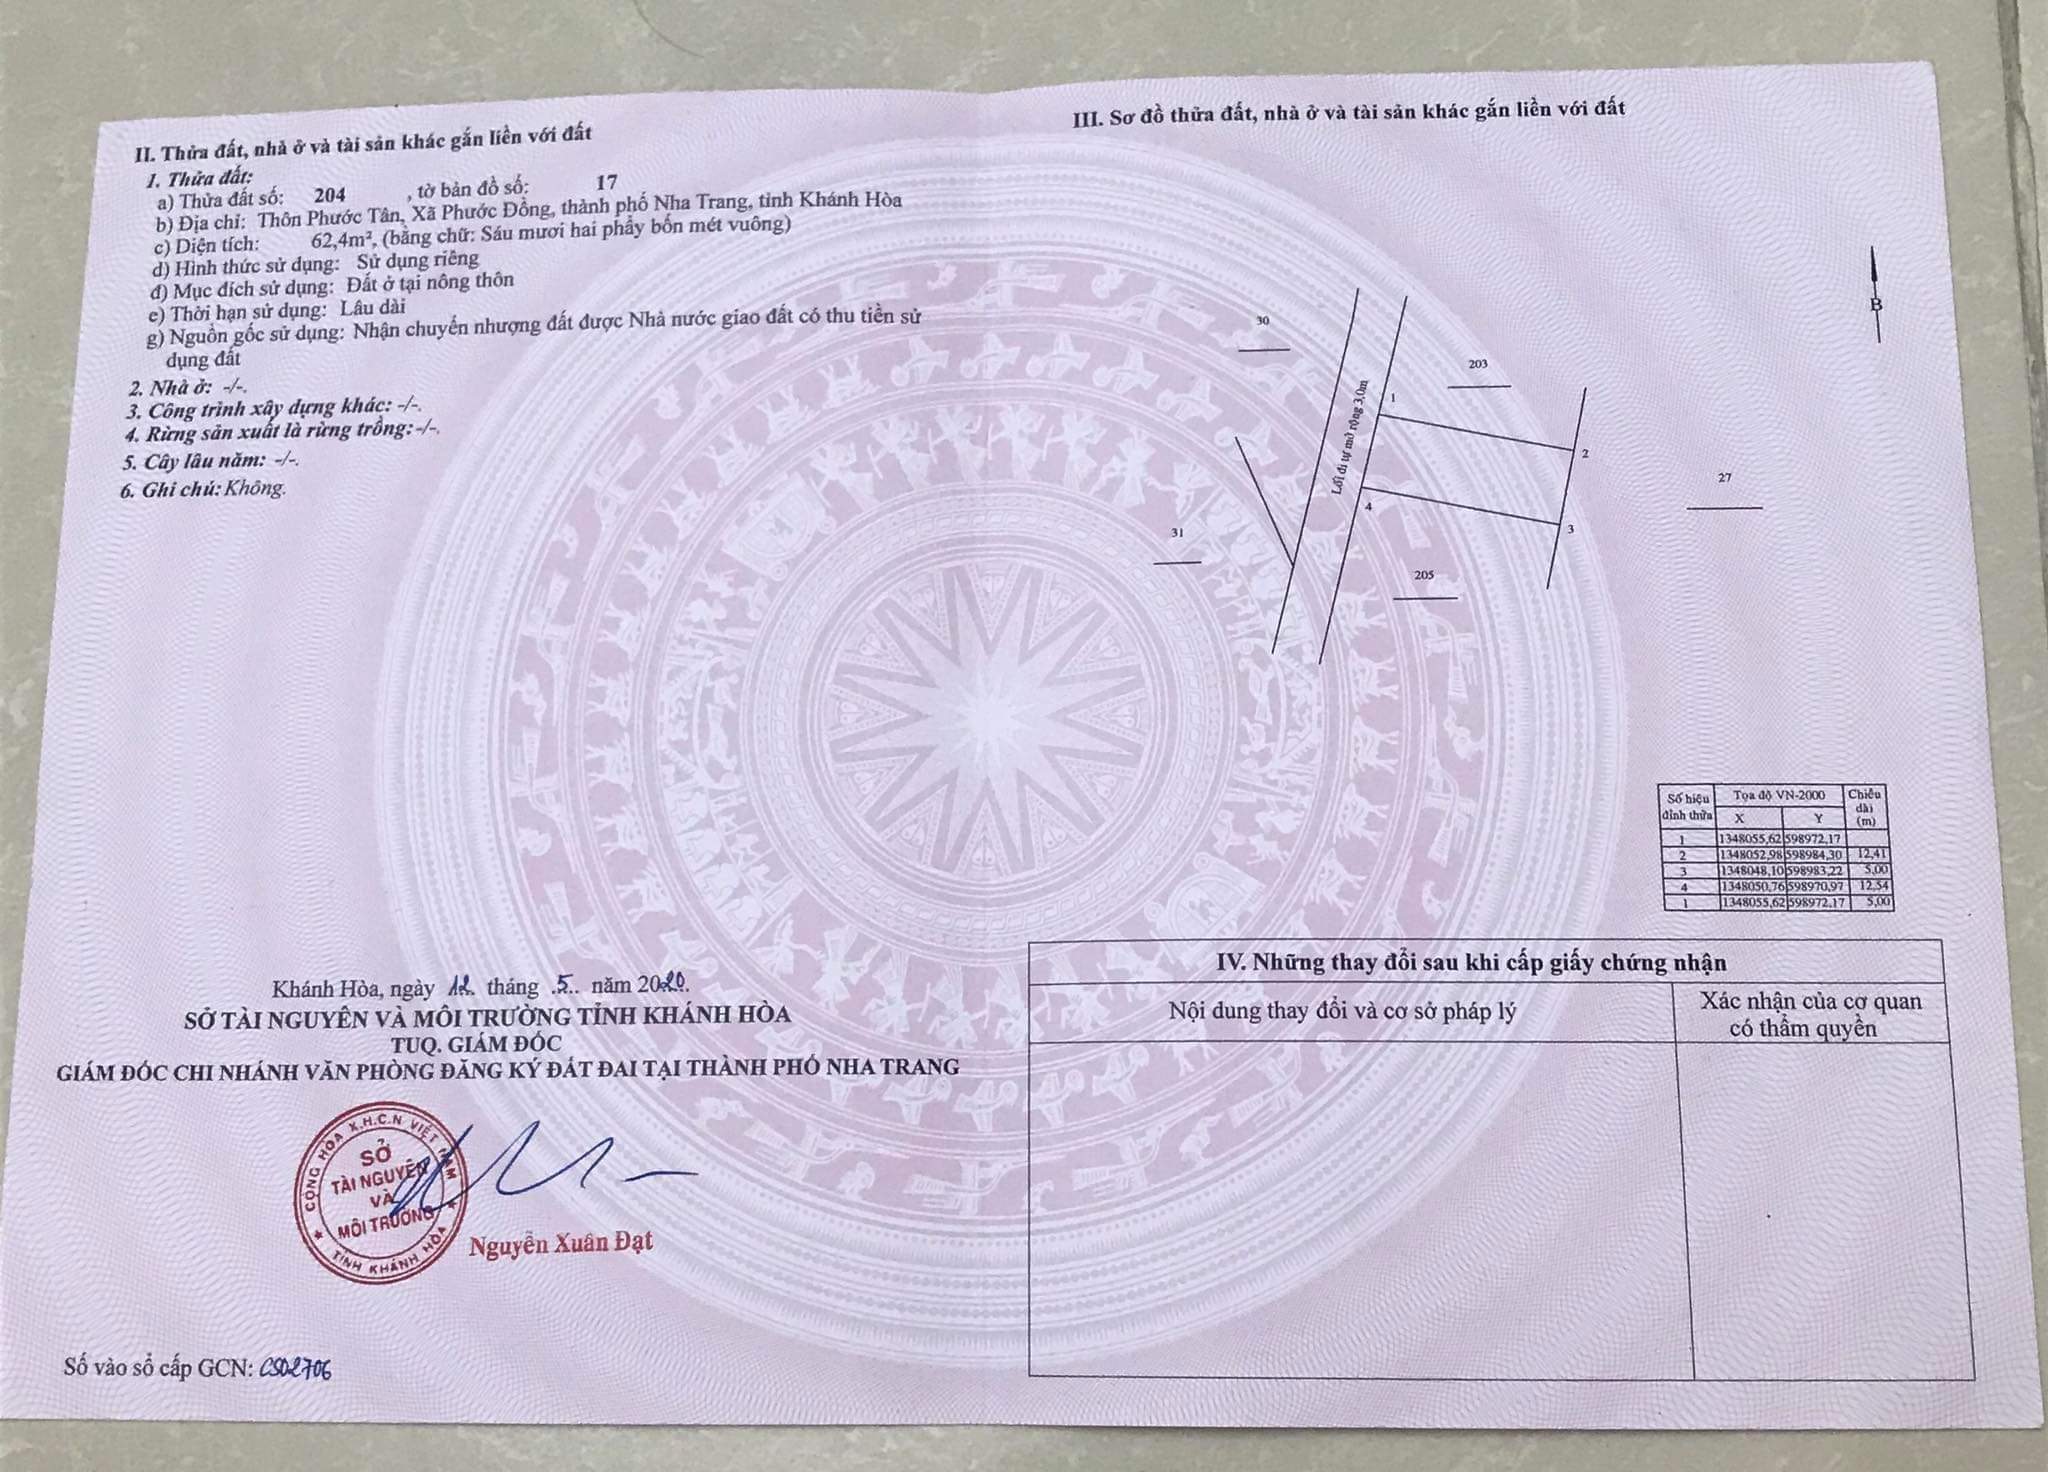 II. Thửa đất, nhà ở và tài sản khác gắn liền với đất
1. Thửa đất:
a) Thửa đất số: 204 , tờ bản đồ số: 17
b) Địa chỉ: Thôn Phước Tân, Xã Phước Đồng, thành phố Nha Trang, tỉnh Khánh Hòa
c) Diện tích: 62,4m², (bằng chữ: Sáu mươi hai phẩy bốn mét vuông)
d) Hình thức sử dụng: Sử dụng riêng
đ) Mục đích sử dụng: Đất ở tại nông thôn
e) Thời hạn sử dụng: Lâu dài
g) Nguồn gốc sử dụng: Nhận chuyển nhượng đất được Nhà nước giao đất có thu tiền sử
dụng đất
2. Nhà ở: -/-.
3. Công trình xây dựng khác: -/-.
4. Rừng sản xuất là rừng trồng: -/-.
5. Cây lâu năm: -/-.
6. Ghi chú: Không.
Khánh Hòa, ngày 12 tháng .5.. năm 2020.
SỞ TÀI NGUYÊN VÀ MÔI TRƯỜNG TỈNH KHÁNH HÒA
TUQ. GIÁM ĐỐC
GIÁM ĐỐC CHI NHÁNH VĂN PHÒNG ĐĂNG KÝ ĐẤT ĐAI TẠI THÀNH PHỐ NHA TRANG
CỘNG HÒA X.H.C.N VIỆT NAM
SỞ
TÀI NGUYÊN
VÀ
MÔI TRƯỜNG
TỈNH KHÁNH HÒA
Nguyễn Xuân Đạt
Số vào sổ cấp GCN: CS02706
III. Sơ đồ thửa đất, nhà ở và tài sản khác gắn liền với đất
B
30
203
Lối đi tự mở rộng 3,0m
1
2
27
4
3
31
205
Số hiệu đỉnh thửa Tọa độ VN-2000 Chiều dài (m)
X Y
1 1348055,62 598972,17
2 1348052,98 598984,30 12,41
3 1348048,10 598983,22 5,00
4 1348050,76 598970,97 12,54
1 1348055,62 598972,17 5,00
IV. Những thay đổi sau khi cấp giấy chứng nhận
Nội dung thay đổi và cơ sở pháp lý
Xác nhận của cơ quan
có thẩm quyền